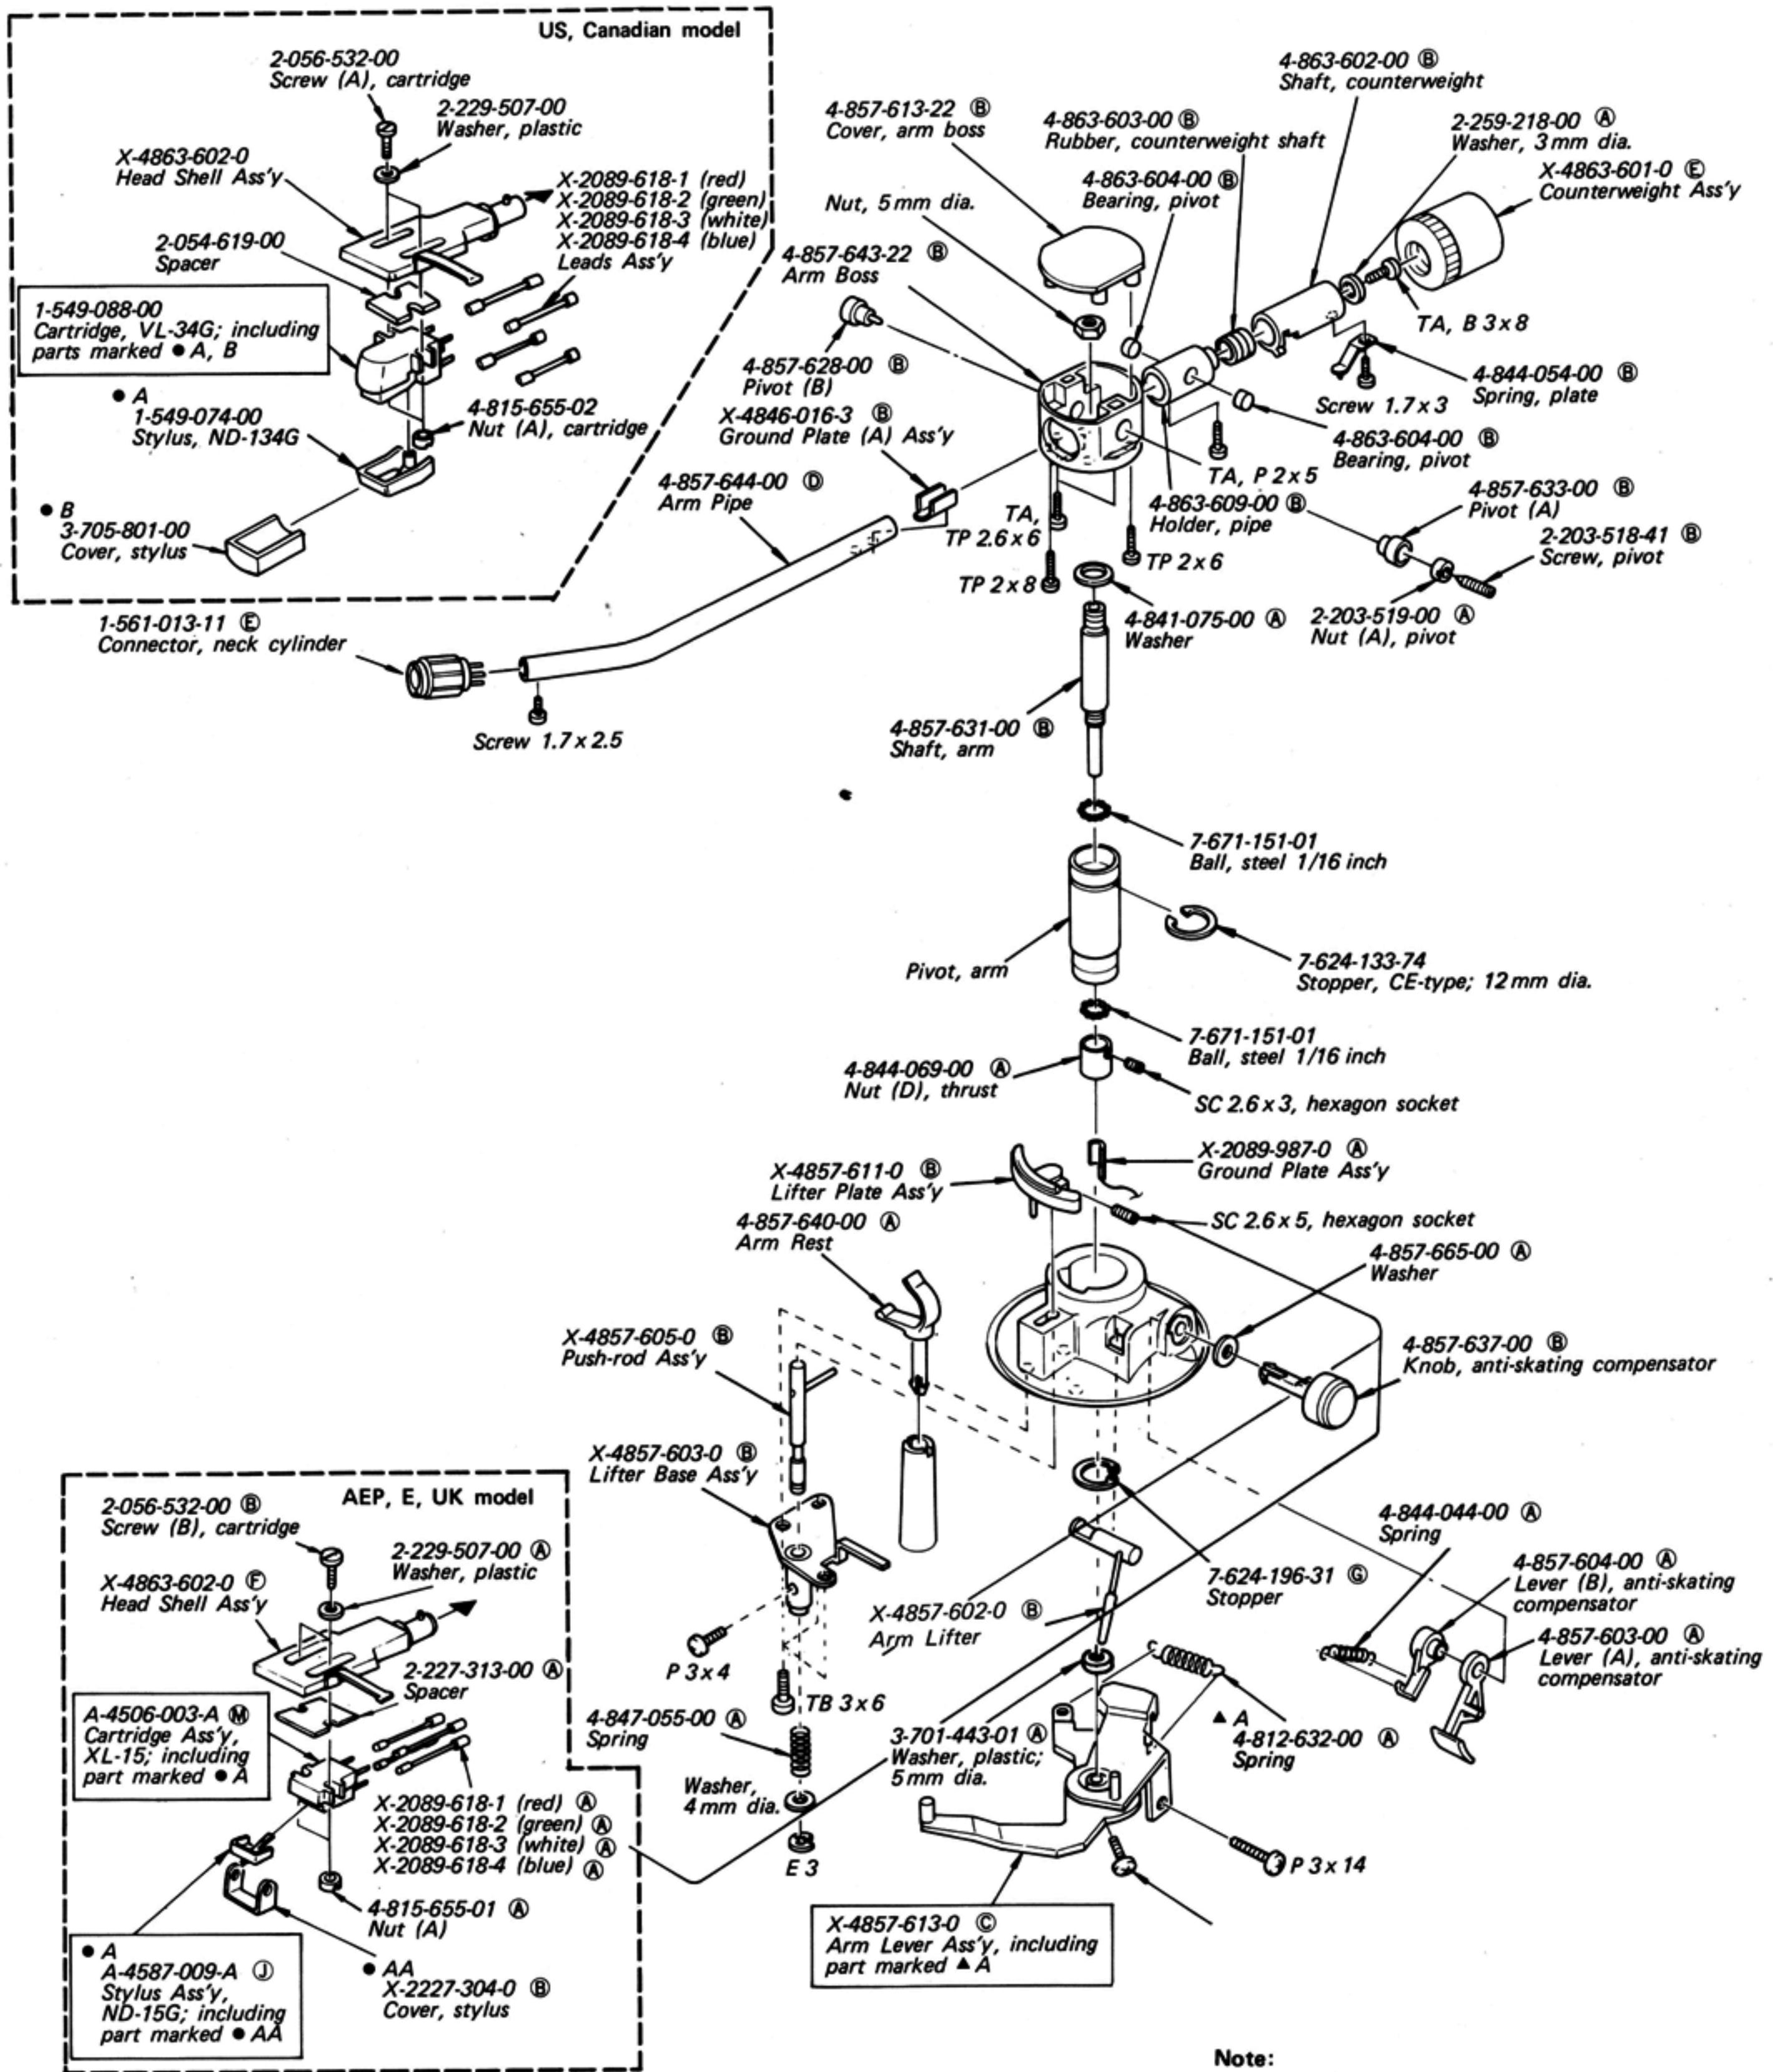 US, Canadian model
2-056-532-00
Screw (A), cartridge
2-229-507-00
Washer, plastic
X-4863-602-0
Head Shell Ass'y
X-2089-618-1 (red)
X-2089-618-2 (green)
X-2089-618-3 (white)
X-2089-618-4 (blue)
Leads Ass'y
2-054-619-00
Spacer
1-549-088-00
Cartridge, VL-34G; including
parts marked ● A, B
● A
1-549-074-00
Stylus, ND-134G
4-815-655-02
Nut (A), cartridge
● B
3-705-801-00
Cover, stylus
4-857-613-22 Ⓑ
Cover, arm boss
4-863-603-00 Ⓑ
Rubber, counterweight shaft
4-863-602-00 Ⓑ
Shaft, counterweight
2-259-218-00 Ⓐ
Washer, 3 mm dia.
X-4863-601-0 Ⓔ
Counterweight Ass'y
4-863-604-00 Ⓑ
Bearing, pivot
Nut, 5 mm dia.
4-857-643-22 Ⓑ
Arm Boss
TA, B 3 x 8
4-857-628-00 Ⓑ
Pivot (B)
4-844-054-00 Ⓑ
Spring, plate
Screw 1.7 x 3
X-4846-016-3 Ⓑ
Ground Plate (A) Ass'y
4-863-604-00 Ⓑ
Bearing, pivot
TA, P 2 x 5
4-857-644-00 Ⓓ
Arm Pipe
4-863-609-00 Ⓑ
Holder, pipe
4-857-633-00 Ⓑ
Pivot (A)
TA,
TP 2.6 x 6
2-203-518-41 Ⓑ
Screw, pivot
TP 2 x 6
TP 2 x 8
4-841-075-00 Ⓐ
Washer
2-203-519-00 Ⓐ
Nut (A), pivot
1-561-013-11 Ⓔ
Connector, neck cylinder
Screw 1.7 x 2.5
4-857-631-00 Ⓑ
Shaft, arm
7-671-151-01
Ball, steel 1/16 inch
Pivot, arm
7-624-133-74
Stopper, CE-type; 12 mm dia.
7-671-151-01
Ball, steel 1/16 inch
4-844-069-00 Ⓐ
Nut (D), thrust
SC 2.6 x 3, hexagon socket
X-2089-987-0 Ⓐ
Ground Plate Ass'y
X-4857-611-0 Ⓑ
Lifter Plate Ass'y
SC 2.6 x 5, hexagon socket
4-857-640-00 Ⓐ
Arm Rest
4-857-665-00 Ⓐ
Washer
X-4857-605-0 Ⓑ
Push-rod Ass'y
4-857-637-00 Ⓑ
Knob, anti-skating compensator
X-4857-603-0 Ⓑ
Lifter Base Ass'y
4-844-044-00 Ⓐ
Spring
7-624-196-31 Ⓖ
Stopper
4-857-604-00 Ⓐ
Lever (B), anti-skating
compensator
X-4857-602-0 Ⓑ
Arm Lifter
4-857-603-00 Ⓐ
Lever (A), anti-skating
compensator
P 3 x 4
TB 3 x 6
4-847-055-00 Ⓐ
Spring
3-701-443-01 Ⓐ
Washer, plastic;
5 mm dia.
▲ A
4-812-632-00 Ⓐ
Spring
Washer,
4 mm dia.
E 3
P 3 x 14
X-4857-613-0 Ⓒ
Arm Lever Ass'y, including
part marked ▲ A
AEP, E, UK model
2-056-532-00 Ⓑ
Screw (B), cartridge
2-229-507-00 Ⓐ
Washer, plastic
X-4863-602-0 Ⓕ
Head Shell Ass'y
2-227-313-00 Ⓐ
Spacer
A-4506-003-A Ⓜ
Cartridge Ass'y,
XL-15; including
part marked ● A
X-2089-618-1 (red) Ⓐ
X-2089-618-2 (green) Ⓐ
X-2089-618-3 (white) Ⓐ
X-2089-618-4 (blue) Ⓐ
4-815-655-01 Ⓐ
Nut (A)
● A
A-4587-009-A Ⓙ
Stylus Ass'y,
ND-15G; including
part marked ● AA
● AA
X-2227-304-0 Ⓑ
Cover, stylus
Note: